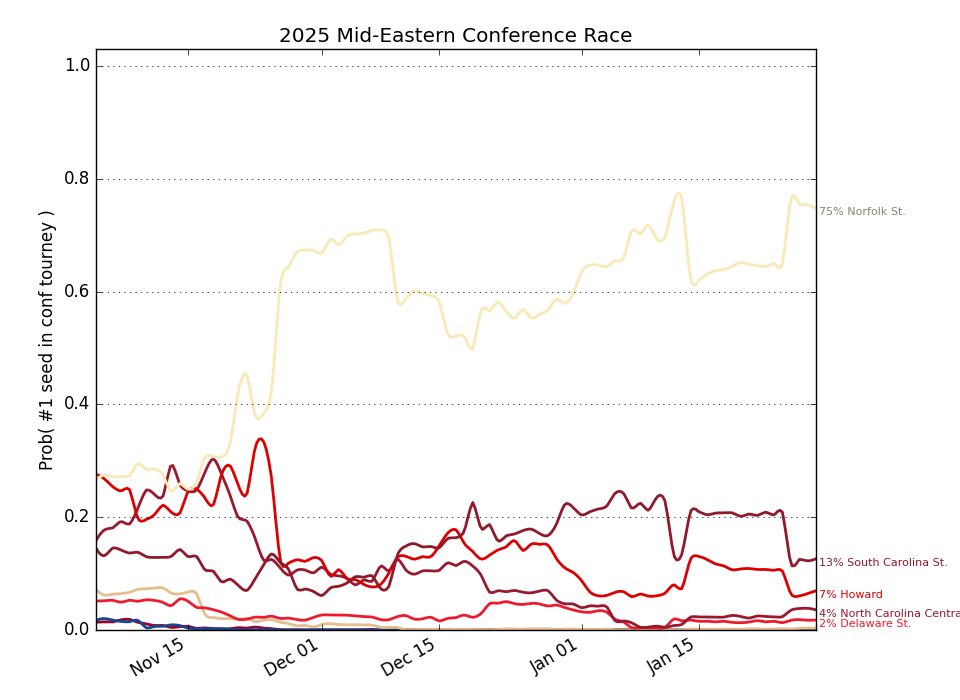 2025 Mid-Eastern Conference Race
Prob( #1 seed in conf tourney )
1.0
0.8
0.6
0.4
0.2
0.0
Nov 15
Dec 01
Dec 15
Jan 01
Jan 15
75% Norfolk St.
13% South Carolina St.
7% Howard
4% North Carolina Centra
2% Delaware St.